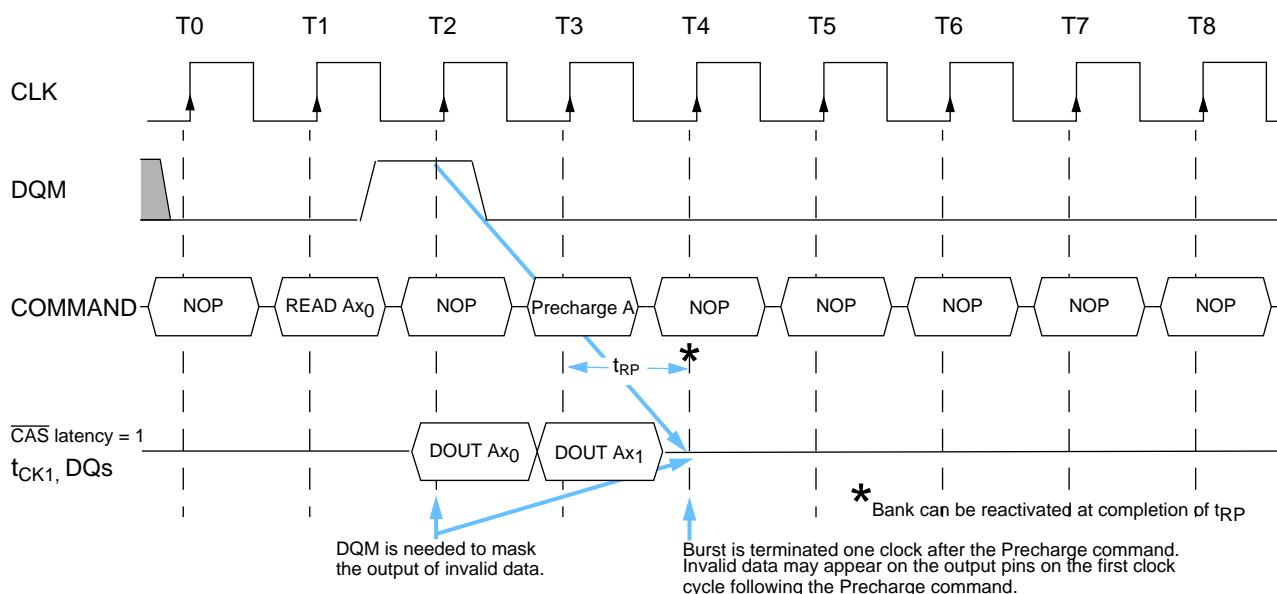 T0 T1 T2 T3 T4 T5 T6 T7 T8
CLK
DQM
COMMAND NOP READ Ax0 NOP Precharge A NOP NOP NOP NOP NOP
tRP *
CAS latency = 1
tCK1, DQs DOUT Ax0 DOUT Ax1
* Bank can be reactivated at completion of tRP
DQM is needed to mask
the output of invalid data.
Burst is terminated one clock after the Precharge command.
Invalid data may appear on the output pins on the first clock
cycle following the Precharge command.